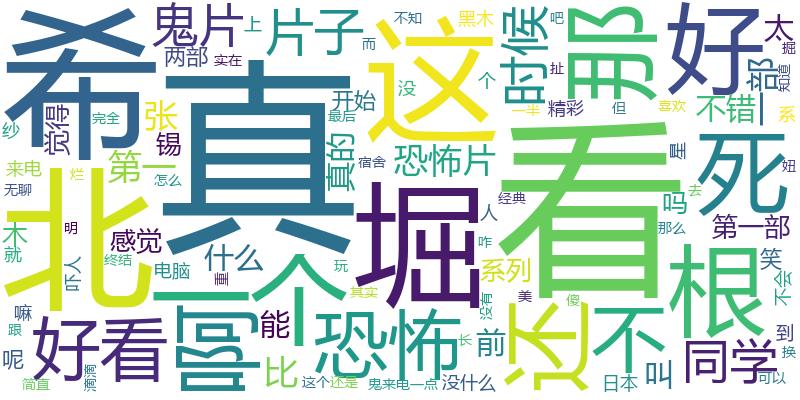 希
真
这
看
那
好
北
堀
一个
还
不
死
根
啊
恐怖
好看
同学
鬼片
片子
时候
一部
太
掘
两部
上
而
不知
黑木
吧
实在
纱
觉得
完全
张
锡
开始
最后
没
个
扯
精彩
但
不错
知道
一半
喜欢
系
来电
烂
第一
真的
宿舍
恐怖片
星
妞
无聊
怎么
经典
吗
去
木
就
吓人
明
终结
感觉
电脑
什么
重
玩
其实
人
咋
没有
美
系列
傻
那么
第一部
笑
不会
嘛
跟
呢
简直
滴滴
能
比
这个
还是
鬼来电
一点
长
前
没什么
日本
叫
到
换
可以